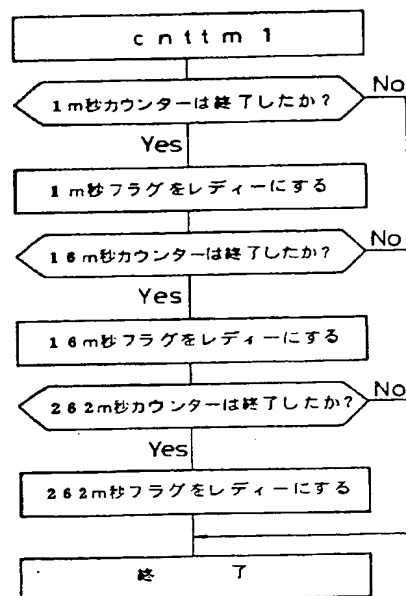 cnttm1
1m秒カウンターは終了したか?
No
Yes
1m秒フラグをレディーにする
16m秒カウンターは終了したか?
No
Yes
16m秒フラグをレディーにする
262m秒カウンターは終了したか?
No
Yes
262m秒フラグをレディーにする
終了